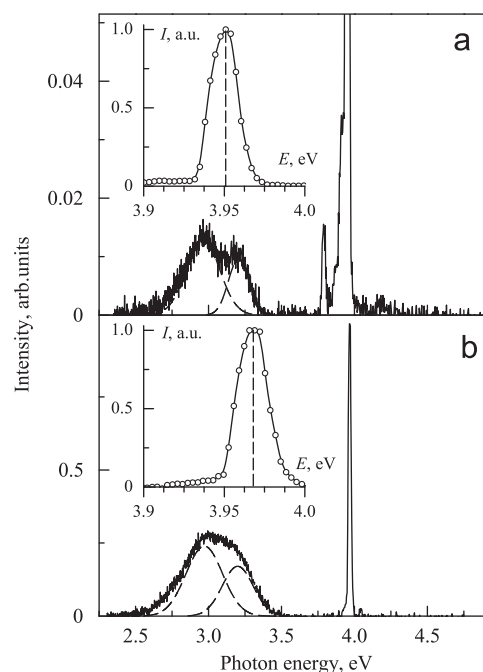 a
I, a.u.
1.0
0.04
0.5
E, eV
0
3.9 3.95 4.0
0.02
0
Intensity, arb.units
b
I, a.u.
1.0
0.5
E, eV
0
3.9 3.95 4.0
0.5
0
2.5 3.0 3.5 4.0 4.5
Photon energy, eV